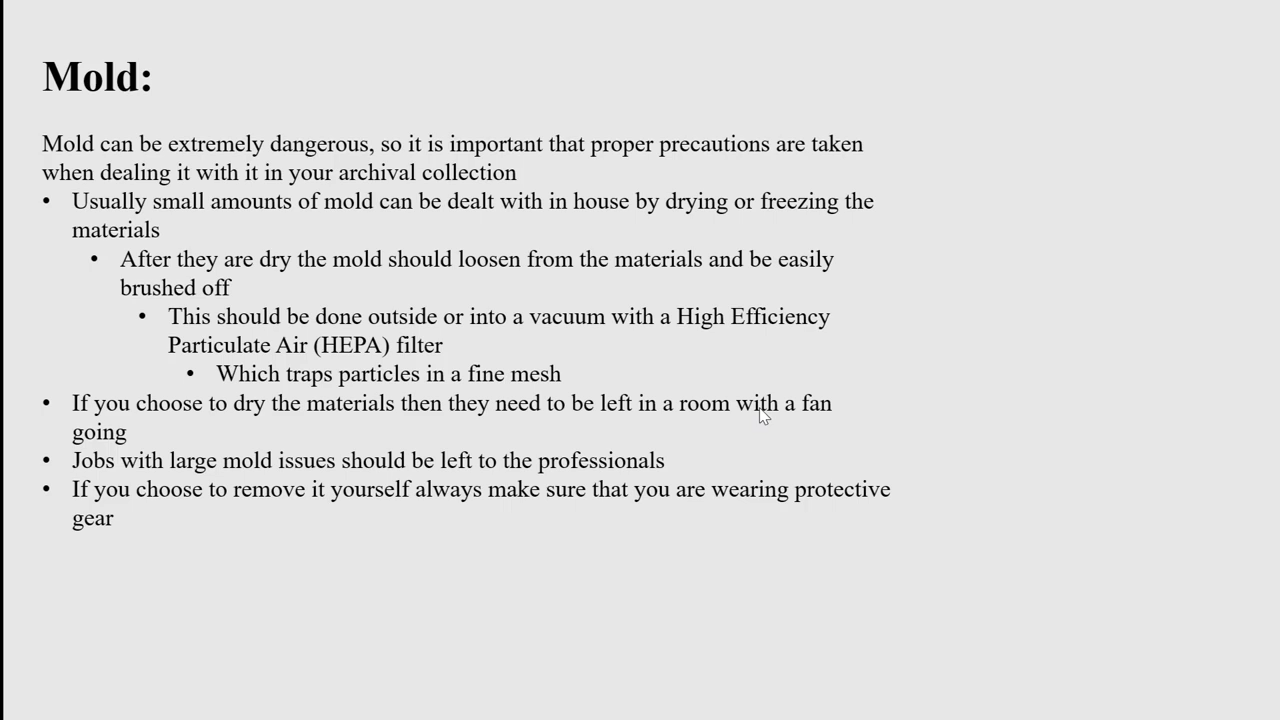 Mold:
Mold can be extremely dangerous, so it is important that proper precautions are taken
when dealing it with it in your archival collection
• Usually small amounts of mold can be dealt with in house by drying or freezing the
materials
• After they are dry the mold should loosen from the materials and be easily
brushed off
• This should be done outside or into a vacuum with a High Efficiency
Particulate Air (HEPA) filter
• Which traps particles in a fine mesh
• If you choose to dry the materials then they need to be left in a room with a fan
going
• Jobs with large mold issues should be left to the professionals
• If you choose to remove it yourself always make sure that you are wearing protective
gear